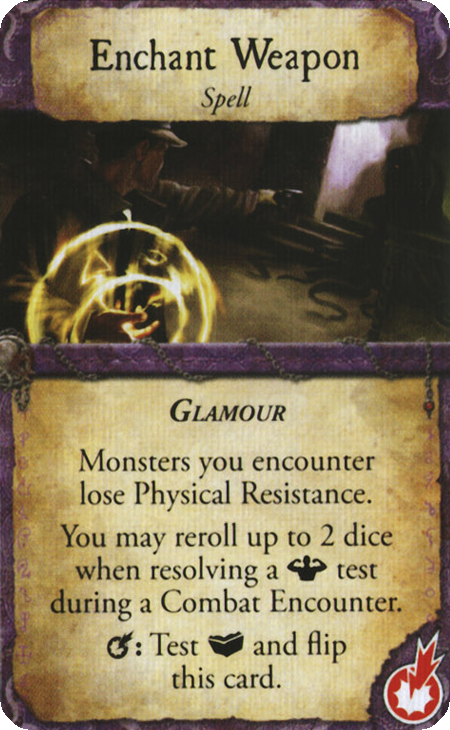 Enchant Weapon
Spell
GLAMOUR
Monsters you encounter
lose Physical Resistance.
You may reroll up to 2 dice
when resolving a test
during a Combat Encounter.
: Test and flip
this card.